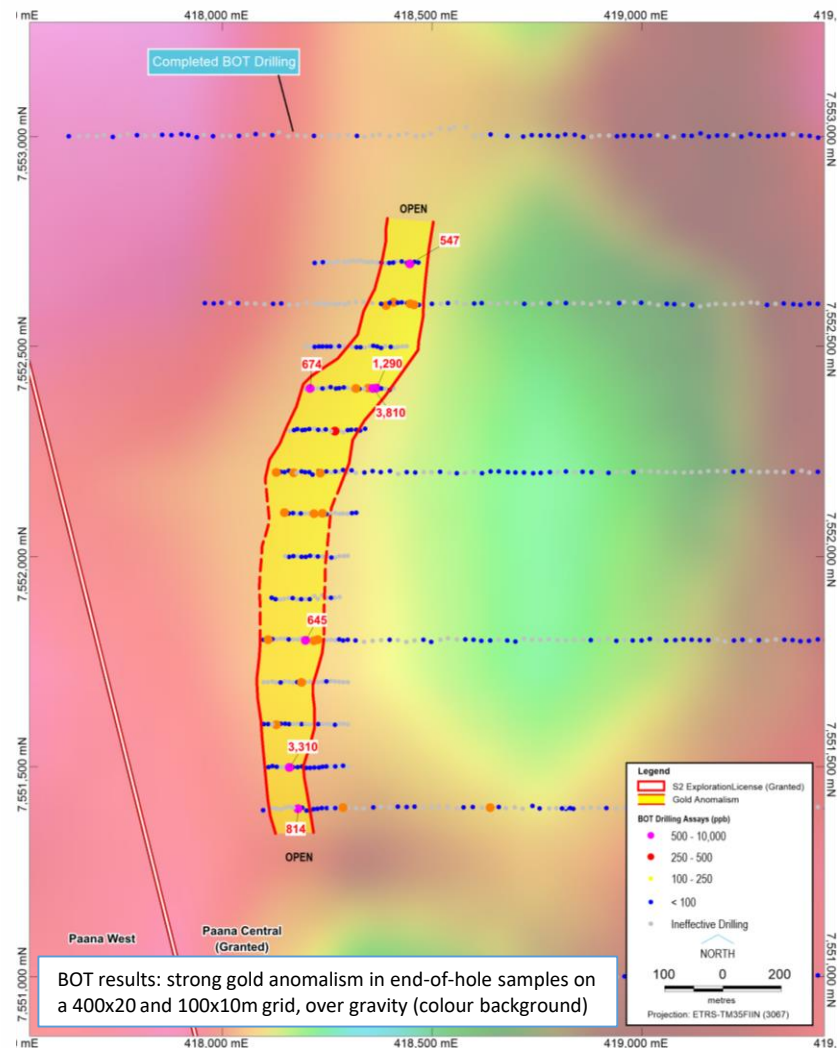 mE
418,000 mE
418,500 mE
419,000 mE
419,
Completed BOT Drilling
7,553,000 mN
7,553,000 mN
OPEN
547
7,552,500 mN
7,552,500 mN
674
1,290
3,810
7,552,000 mN
7,552,000 mN
645
3,310
7,551,500 mN
7,551,500 mN
814
OPEN
Legend
S2 ExplorationLicense (Granted)
Gold Anomalism
BOT Drilling Assays (ppb)
500 - 10,000
250 - 500
100 - 250
< 100
Ineffective Drilling
NORTH
100 0 200
metres
Projection: ETRS-TM35FIIN (3067)
Paana West
Paana Central
(Granted)
7,551,000 mN
7,551,000 mN
BOT results: strong gold anomalism in end-of-hole samples on
a 400x20 and 100x10m grid, over gravity (colour background)
mE
418,000 mE
418,500 mE
419,000 mE
419,